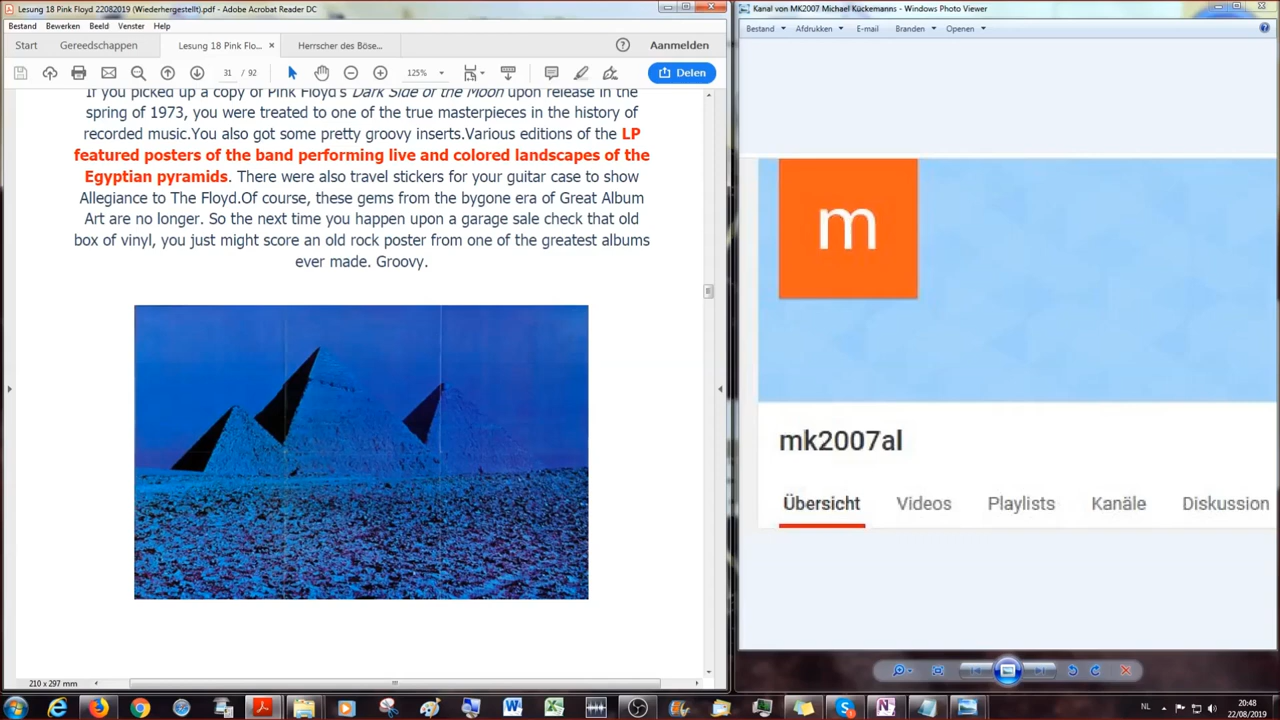 Lesung 18 Pink Floyd 22082019 (Wiederhergestellt).pdf - Adobe Acrobat Reader DC
Bestand Bewerken Beeld Venster Help
Start Gereedschappen Lesung 18 Pink Flo... × Herrscher des Böse... Aanmelden
31 / 92 125% Delen
If you picked up a copy of Pink Floyd's Dark Side of the Moon upon release in the
spring of 1973, you were treated to one of the true masterpieces in the history of
recorded music.You also got some pretty groovy inserts.Various editions of the LP
featured posters of the band performing live and colored landscapes of the
Egyptian pyramids. There were also travel stickers for your guitar case to show
Allegiance to The Floyd.Of course, these gems from the bygone era of Great Album
Art are no longer. So the next time you happen upon a garage sale check that old
box of vinyl, you just might score an old rock poster from one of the greatest albums
ever made. Groovy.
210 x 297 mm
Kanal von MK2007 Michael Kückemanns - Windows Photo Viewer
Bestand Afdrukken E-mail Branden Openen
m
mk2007al
Übersicht Videos Playlists Kanäle Diskussion
NL 20:48
22/08/2019